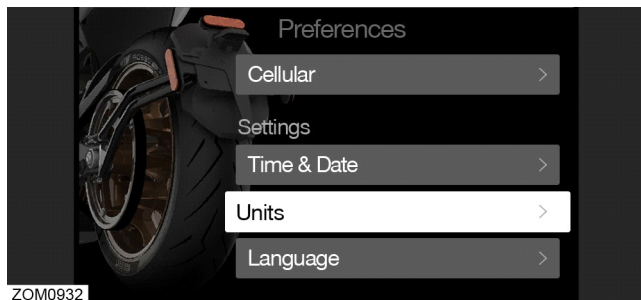 Preferences
Cellular
Settings
Time & Date
Units
Language
ZOM0932